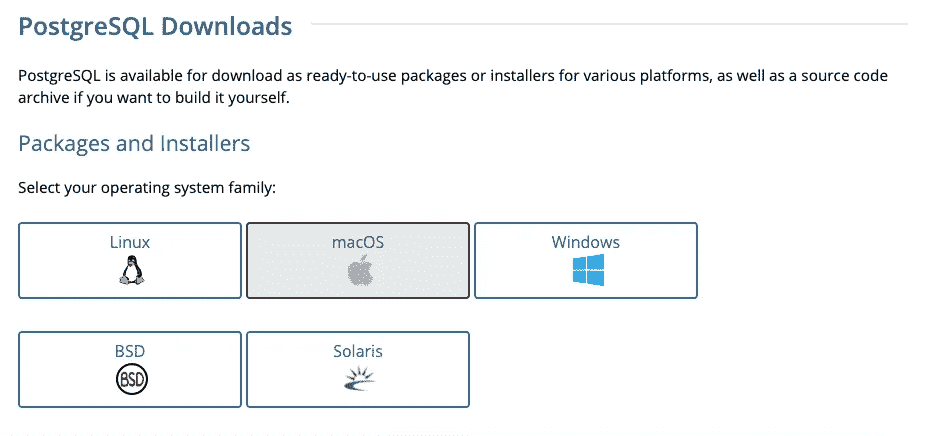 PostgreSQL Downloads
PostgreSQL is available for download as ready-to-use packages or installers for various platforms, as well as a source code
archive if you want to build it yourself.
Packages and Installers
Select your operating system family:
Linux
macOS
Windows
BSD
BSD
Solaris